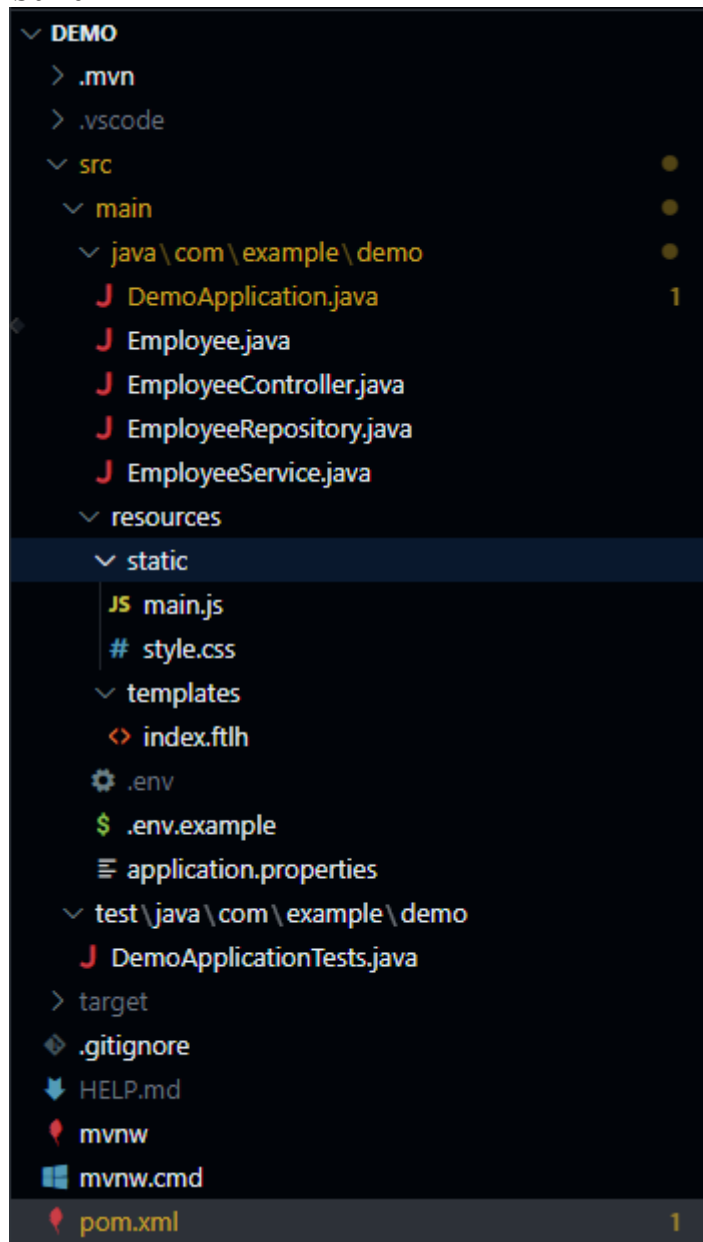 DEMO
.mvn
.vscode
src
main
java\com\example\demo
J DemoApplication.java 1
J Employee.java
J EmployeeController.java
J EmployeeRepository.java
J EmployeeService.java
resources
static
JS main.js
# style.css
templates
<> index.ftlh
.env
$ .env.example
application.properties
test\java\com\example\demo
J DemoApplicationTests.java
target
.gitignore
HELP.md
mvnw
mvnw.cmd
pom.xml 1